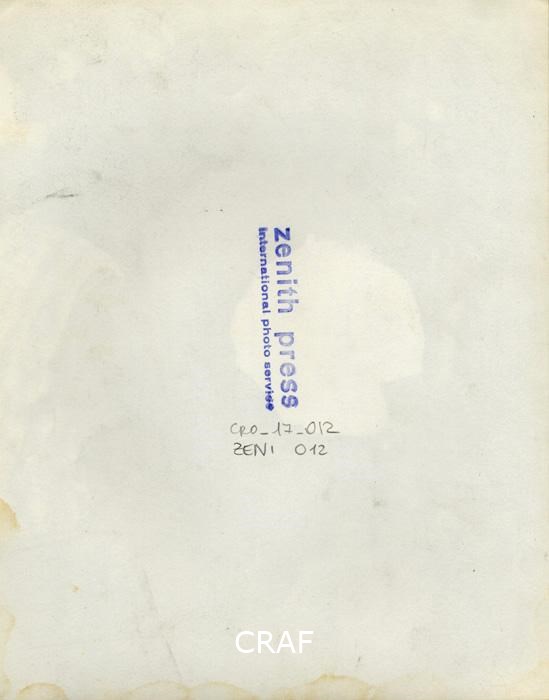 zenith press
international photo service
CRO_17_012
ZENI 012
CRAF